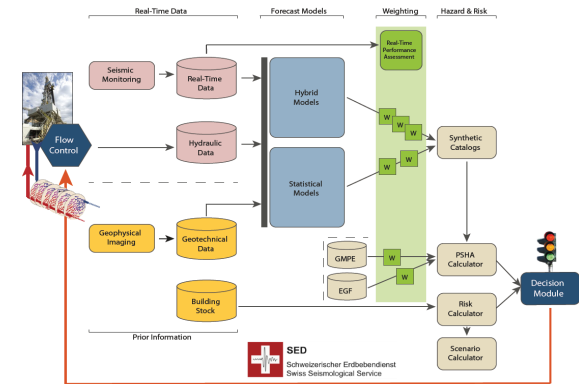 Real-Time Data
Forecast Models
Weighting
Hazard & Risk
Real-Time
Performance
Assessment
Seismic
Monitoring
Real-Time
Data
Hybrid
Models
Flow
Control
Hydraulic
Data
W
W
W
W
W
Synthetic
Catalogs
Statistical
Models
Geophysical
Imaging
Geotechnical
Data
GMPE
W
PSHA
Calculator
EGF
W
Decision
Module
Building
Stock
Risk
Calculator
Prior Information
Scenario
Calculator
SED
Schweizerischer Erdbebendienst
Swiss Seismological Service